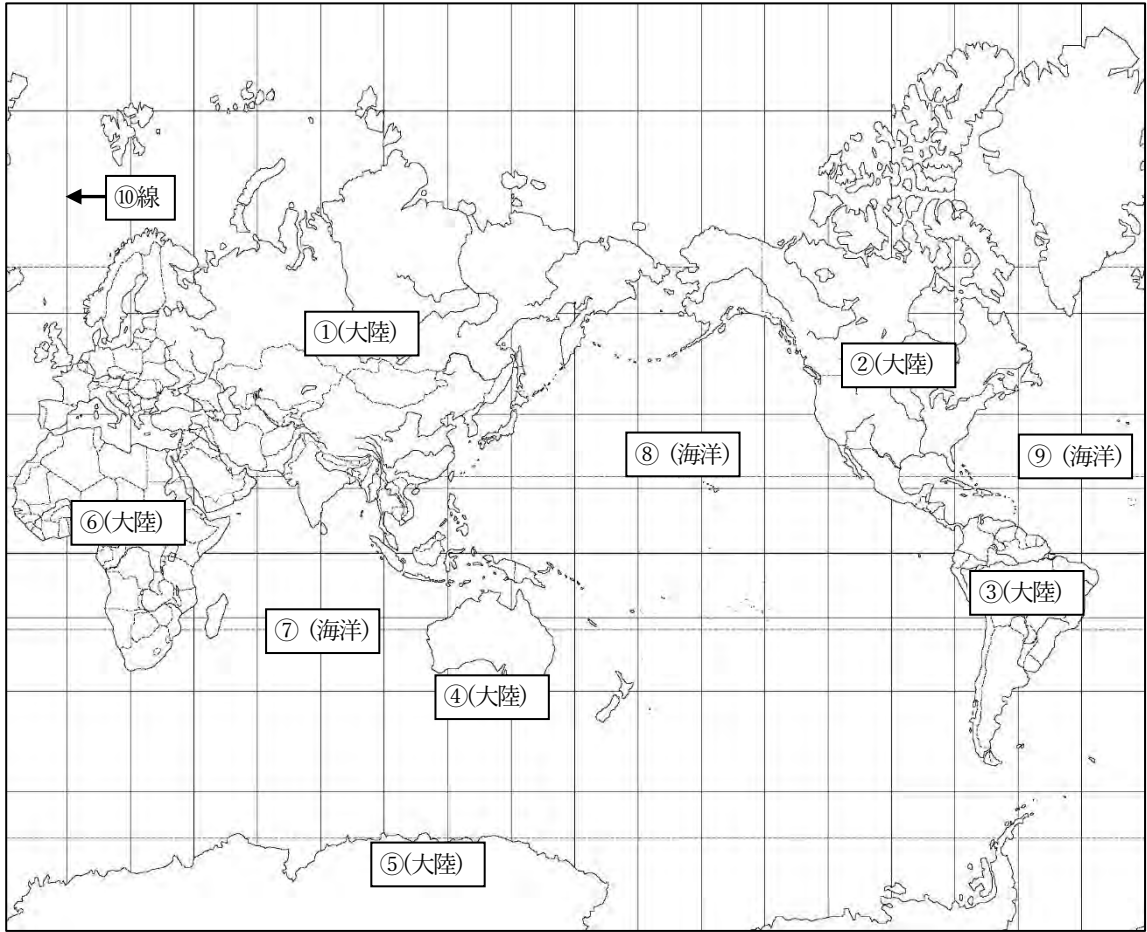 ⑩線
①(大陸)
②(大陸)
⑧ (海洋)
⑨ (海洋)
⑥(大陸)
③(大陸)
⑦ (海洋)
④(大陸)
⑤(大陸)